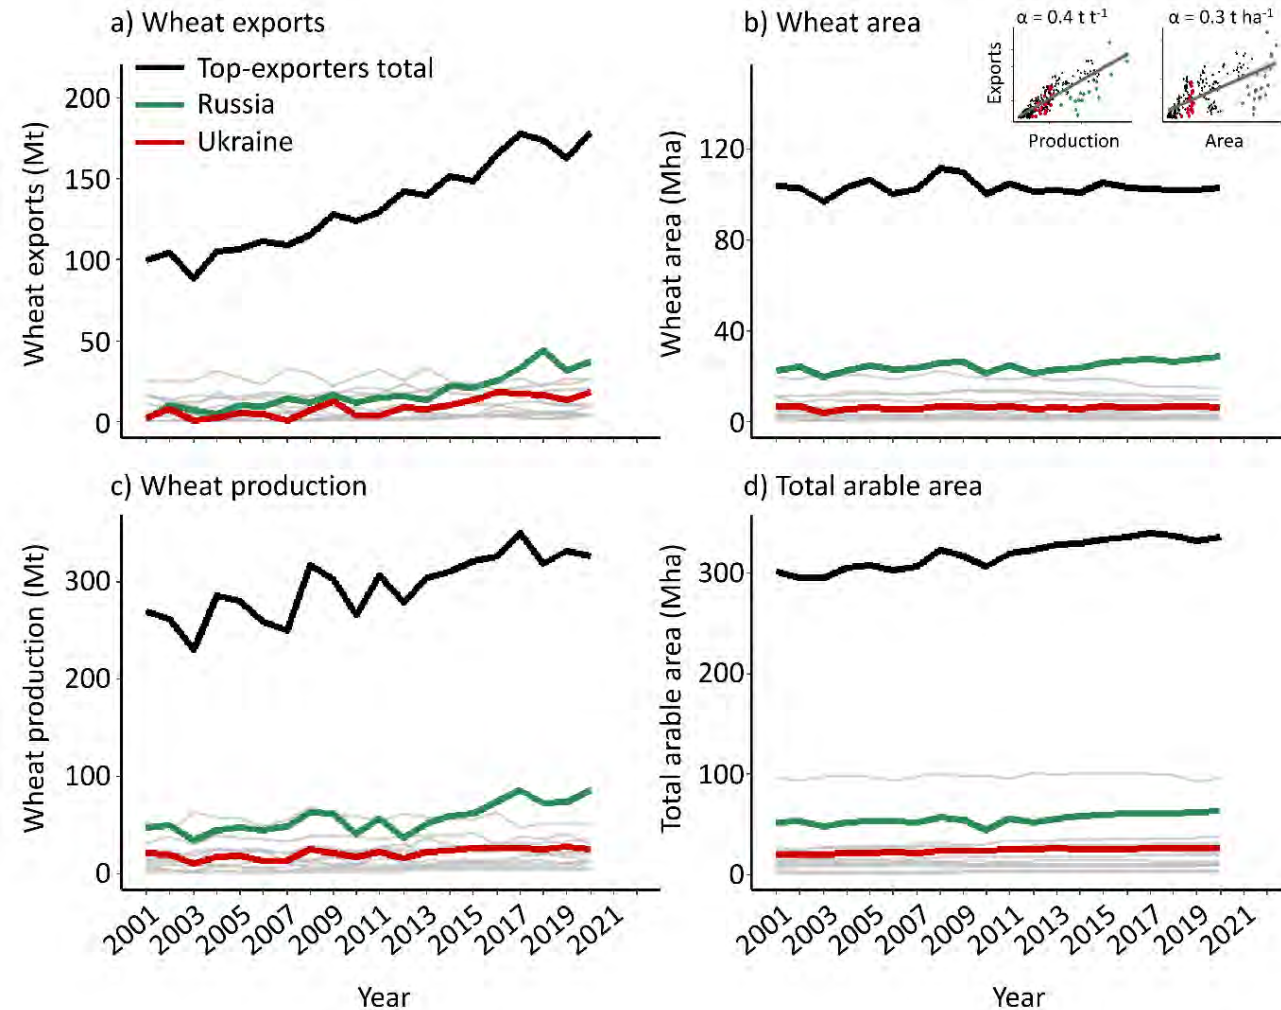 a) Wheat exports
Top-exporters total
Russia
Ukraine
Wheat exports (Mt)
200
150
100
50
0
b) Wheat area
α = 0.4 t t⁻¹
α = 0.3 t ha⁻¹
Exports
Production
Area
Wheat area (Mha)
120
80
40
0
c) Wheat production
Wheat production (Mt)
300
200
100
0
2001 2003 2005 2007 2009 2011 2013 2015 2017 2019 2021
Year
d) Total arable area
Total arable area (Mha)
300
200
100
0
2001 2003 2005 2007 2009 2011 2013 2015 2017 2019 2021
Year